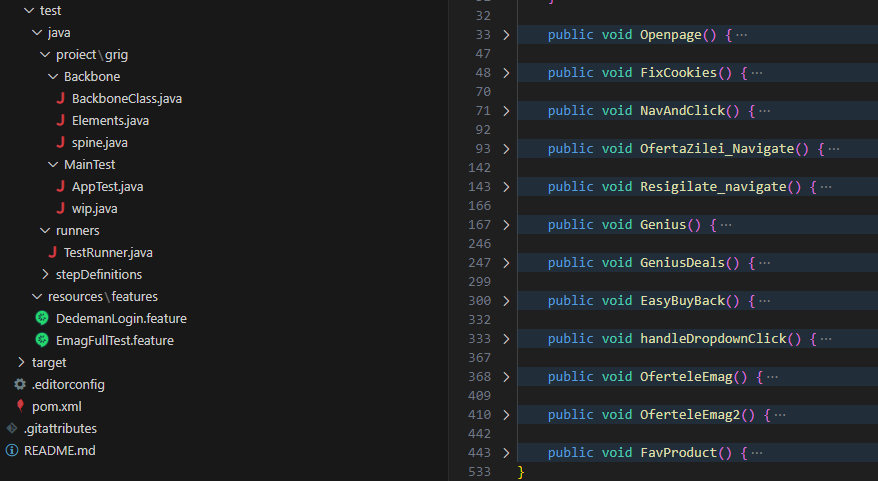 test
java
proiect\grig
Backbone
BackboneClass.java
Elements.java
spine.java
MainTest
AppTest.java
wip.java
runners
TestRunner.java
stepDefinitions
resources\features
DedemanLogin.feature
EmagFullTest.feature
target
.editorconfig
pom.xml
.gitattributes
README.md
}
32
33 public void Openpage() {···
47
48 public void FixCookies() {···
70
71 public void NavAndClick() {···
92
93 public void OfertaZilei_Navigate() {···
142
143 public void Resigilate_navigate() {···
166
167 public void Genius() {···
246
247 public void GeniusDeals() {···
299
300 public void EasyBuyBack() {···
332
333 public void handleDropdownClick() {···
367
368 public void OferteleEmag() {···
409
410 public void OferteleEmag2() {···
442
443 public void FavProduct() {···
533 }